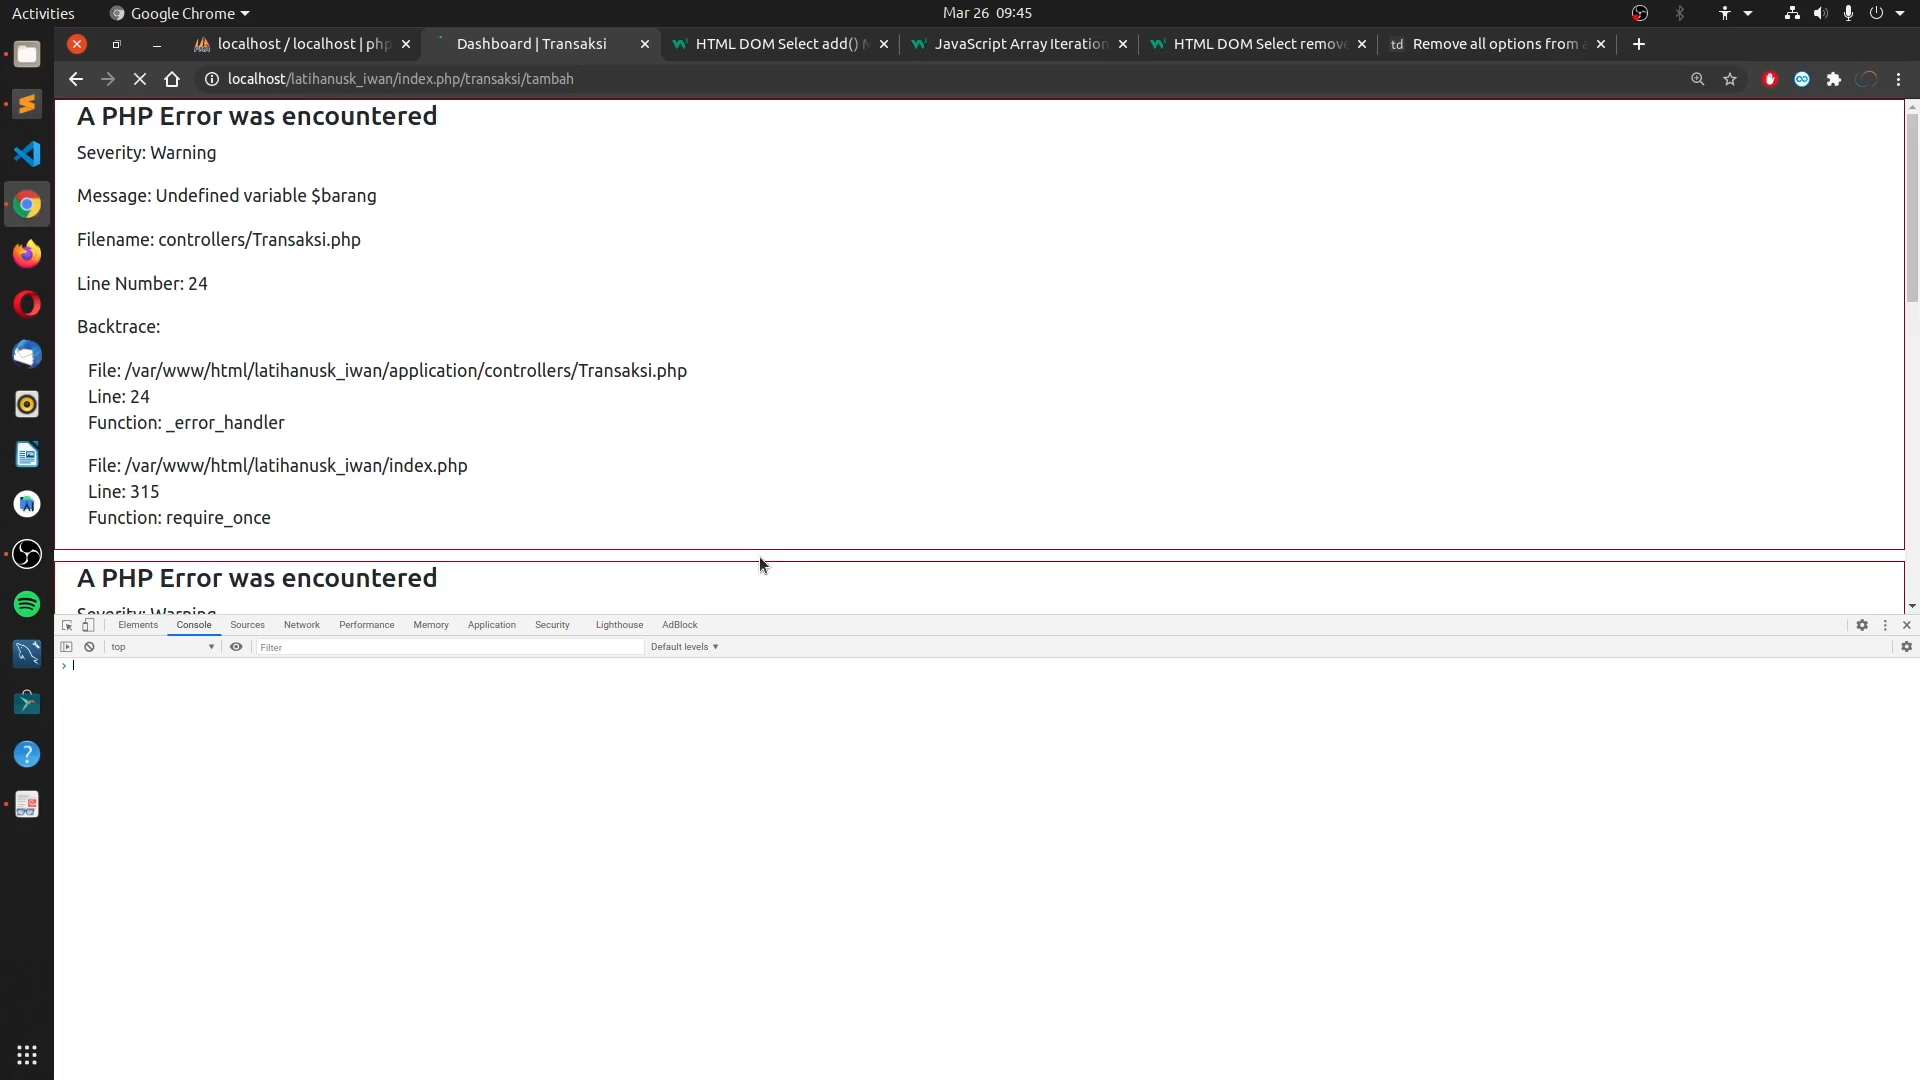 Activities
Google Chrome
Mar 26 09:45
localhost / localhost | php
Dashboard | Transaksi
HTML DOM Select add()
JavaScript Array Iteration
HTML DOM Select remove
td Remove all options from
localhost/latihanusk_iwan/index.php/transaksi/tambah
A PHP Error was encountered
Severity: Warning
Message: Undefined variable $barang
Filename: controllers/Transaksi.php
Line Number: 24
Backtrace:
File: /var/www/html/latihanusk_iwan/application/controllers/Transaksi.php
Line: 24
Function: _error_handler
File: /var/www/html/latihanusk_iwan/index.php
Line: 315
Function: require_once
A PHP Error was encountered
Severity: Warning
Elements
Console
Sources
Network
Performance
Memory
Application
Security
Lighthouse
AdBlock
top
Filter
Default levels